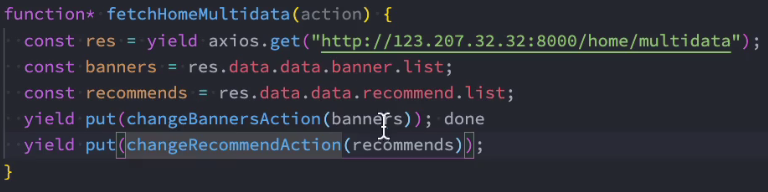 function* fetchHomeMultidata(action) {
  const res = yield axios.get("http://123.207.32.32:8000/home/multidata");
  const banners = res.data.data.banner.list;
  const recommends = res.data.data.recommend.list;
  yield put(changeBannersAction(banners)); done
  yield put(changeRecommendAction(recommends));
}